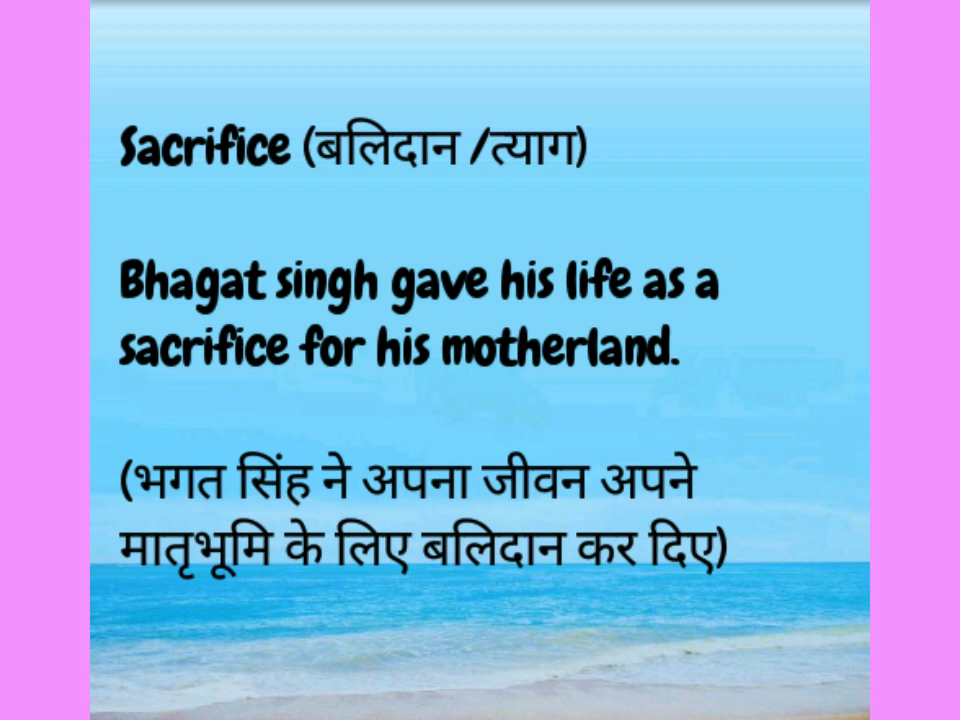 Sacrifice (बलिदान /त्याग)
Bhagat singh gave his life as a
sacrifice for his motherland.
(भगत सिंह ने अपना जीवन अपने
मातृभूमि के लिए बलिदान कर दिए)